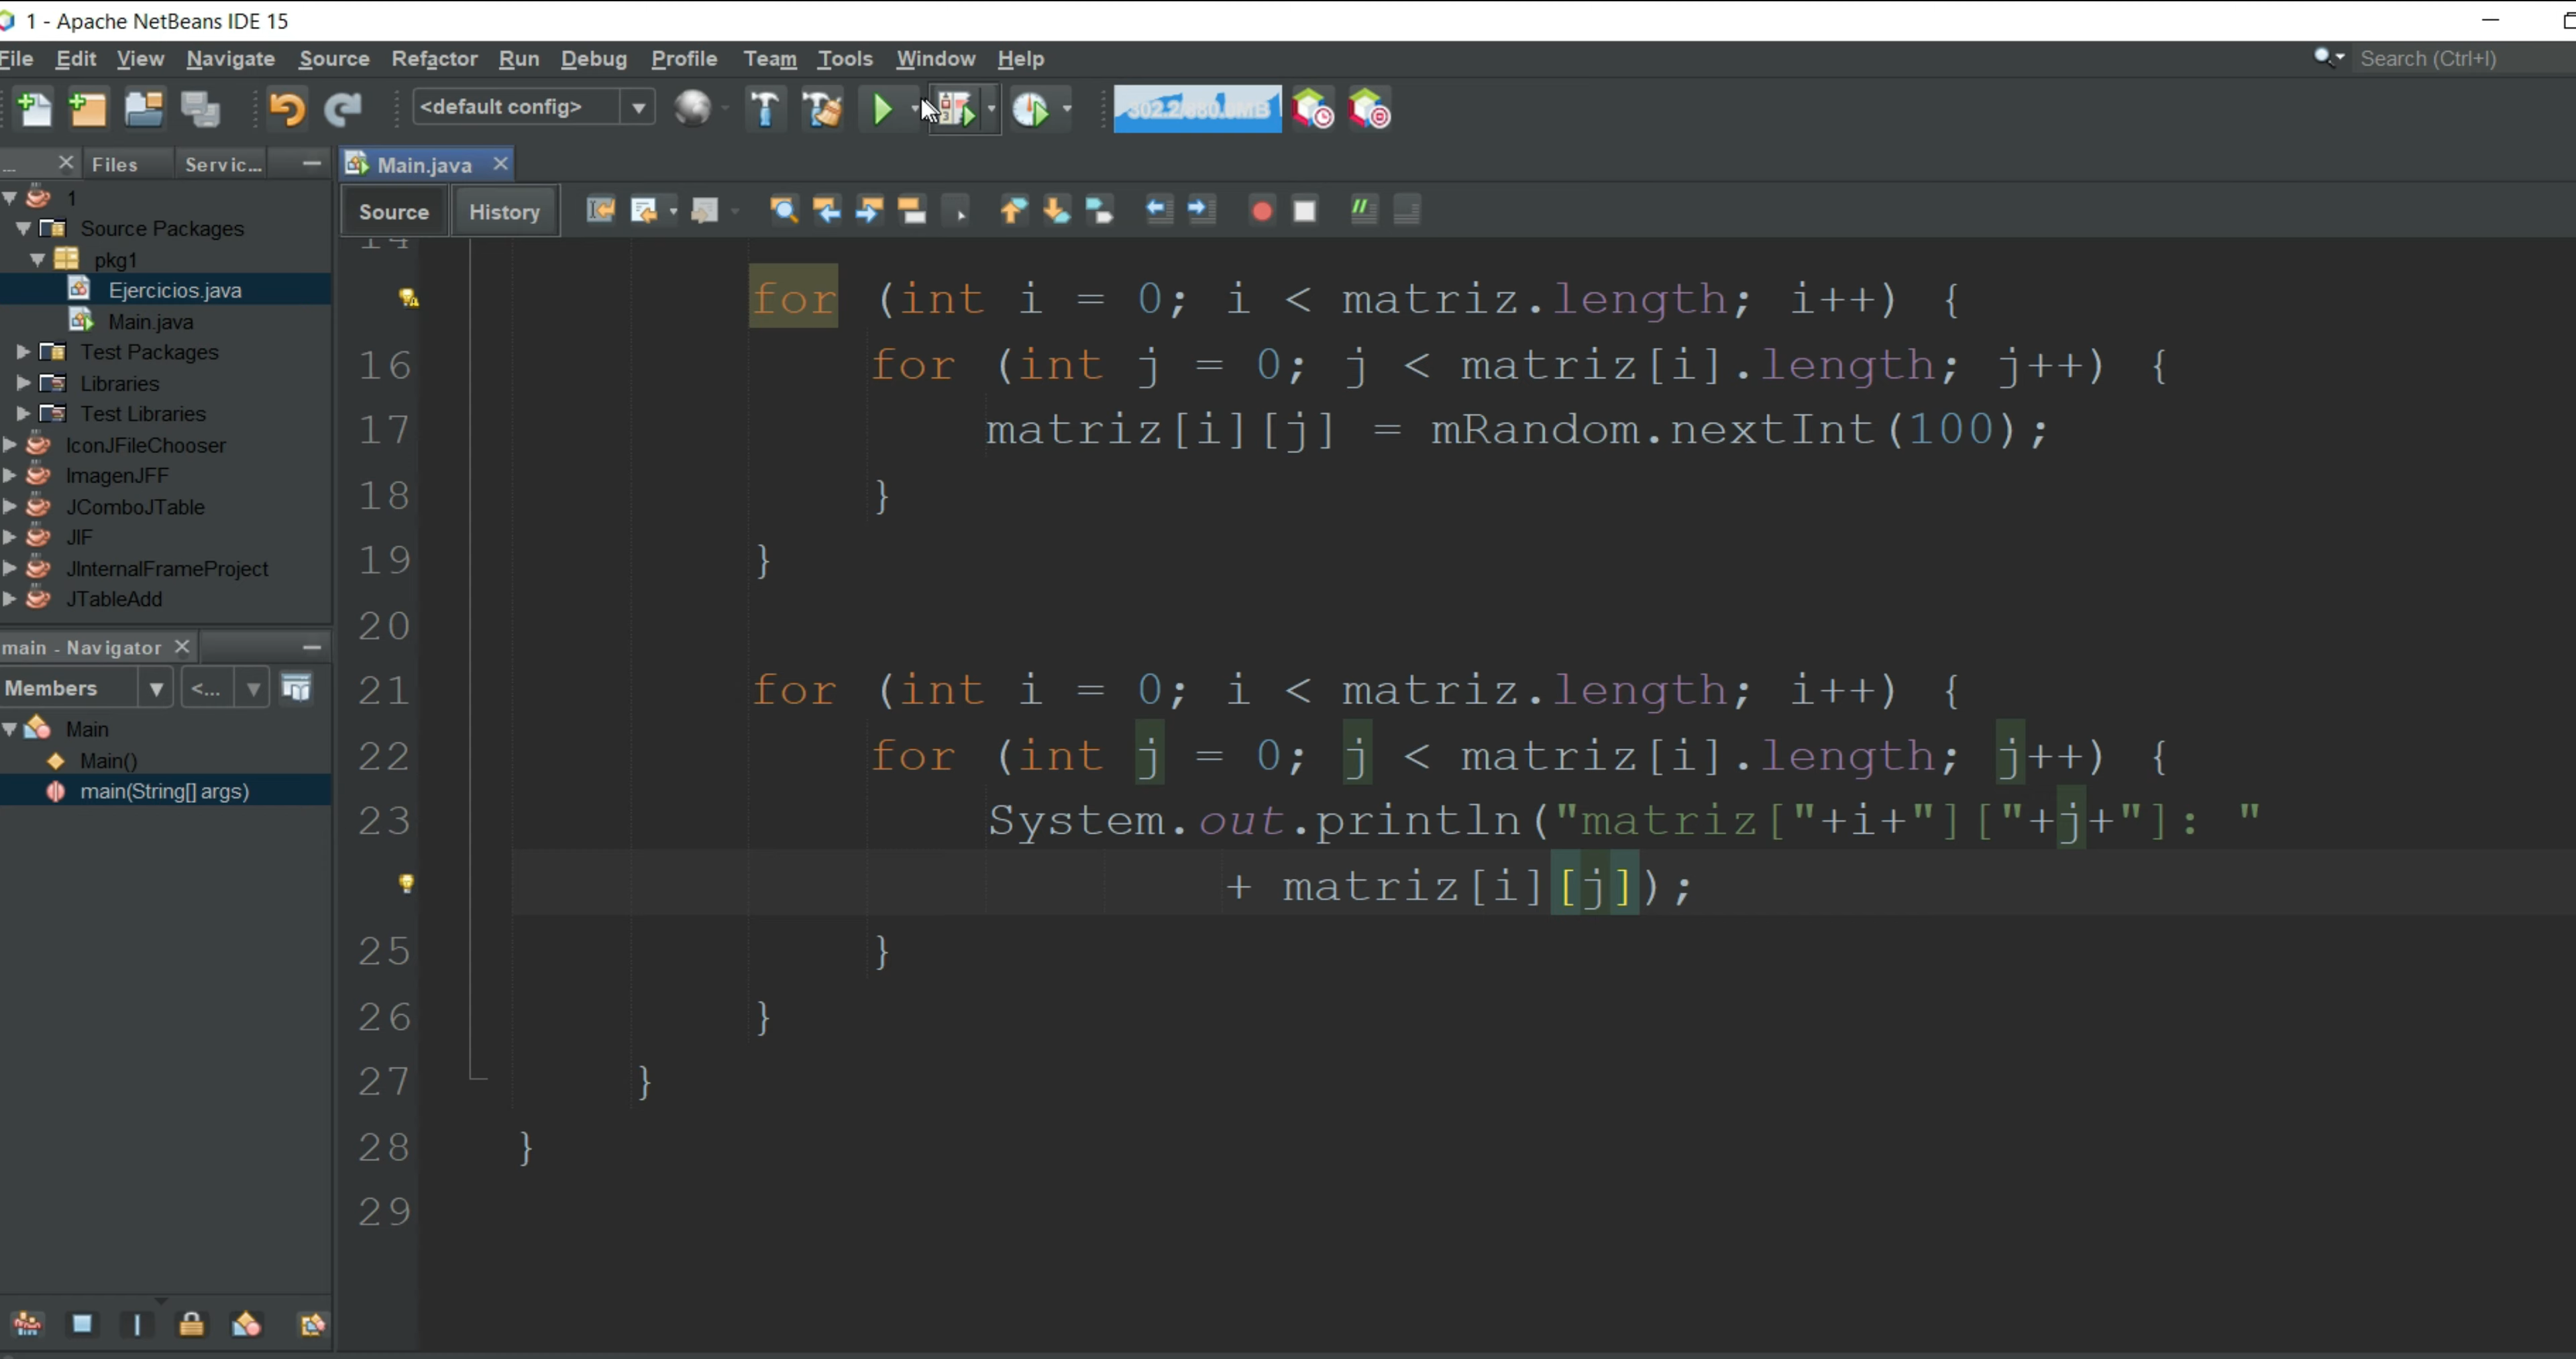 1 - Apache NetBeans IDE 15
File Edit View Navigate Source Refactor Run Debug Profile Team Tools Window Help
Search (Ctrl+I)
<default config>
302.2/880.0MB
... Files Servic...
Main.java
Source History
1
Source Packages
pkg1
Ejercicios.java
Main.java
Test Packages
Libraries
Test Libraries
IconJFileChooser
ImagenJFF
JComboJTable
JIF
JInternalFrameProject
JTableAdd
main - Navigator
Members <...
Main
Main()
main(String[] args)
14
for (int i = 0; i < matriz.length; i++) {
16 for (int j = 0; j < matriz[i].length; j++) {
17 matriz[i][j] = mRandom.nextInt(100);
18 }
19 }
20
21 for (int i = 0; i < matriz.length; i++) {
22 for (int j = 0; j < matriz[i].length; j++) {
23 System.out.println("matriz["+i+"]["+j+"]: "
+ matriz[i][j]);
25 }
26 }
27 }
28 }
29